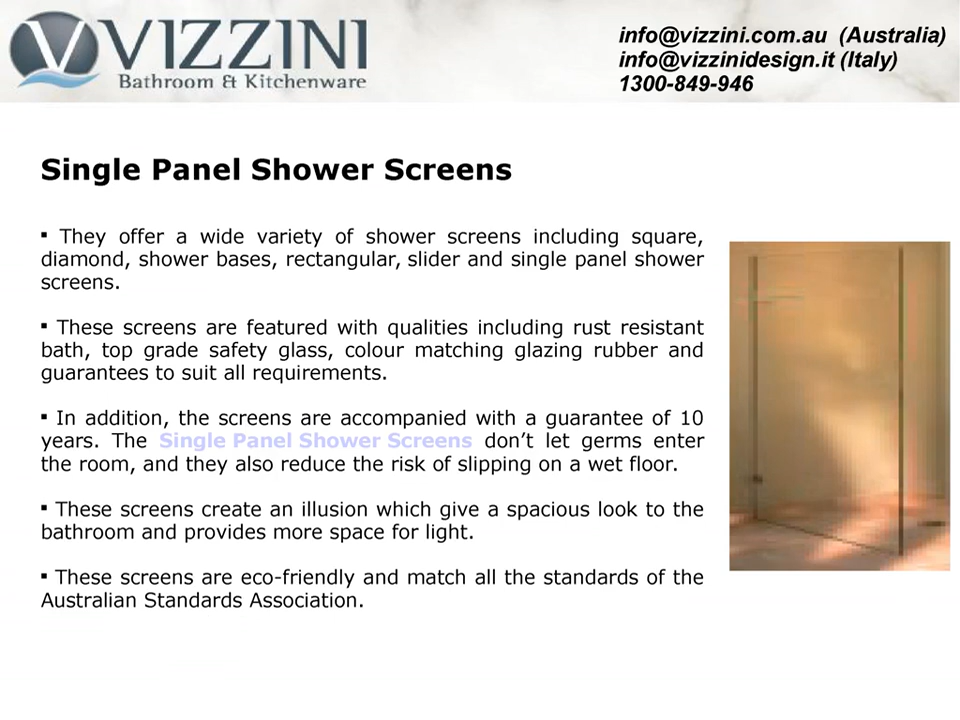 VIZZINI
Bathroom & Kitchenware
info@vizzini.com.au (Australia)
info@vizzinidesign.it (Italy)
1300-849-946
Single Panel Shower Screens
▪ They offer a wide variety of shower screens including square,
diamond, shower bases, rectangular, slider and single panel shower
screens.
▪ These screens are featured with qualities including rust resistant
bath, top grade safety glass, colour matching glazing rubber and
guarantees to suit all requirements.
▪ In addition, the screens are accompanied with a guarantee of 10
years. The Single Panel Shower Screens don’t let germs enter
the room, and they also reduce the risk of slipping on a wet floor.
▪ These screens create an illusion which give a spacious look to the
bathroom and provides more space for light.
▪ These screens are eco-friendly and match all the standards of the
Australian Standards Association.